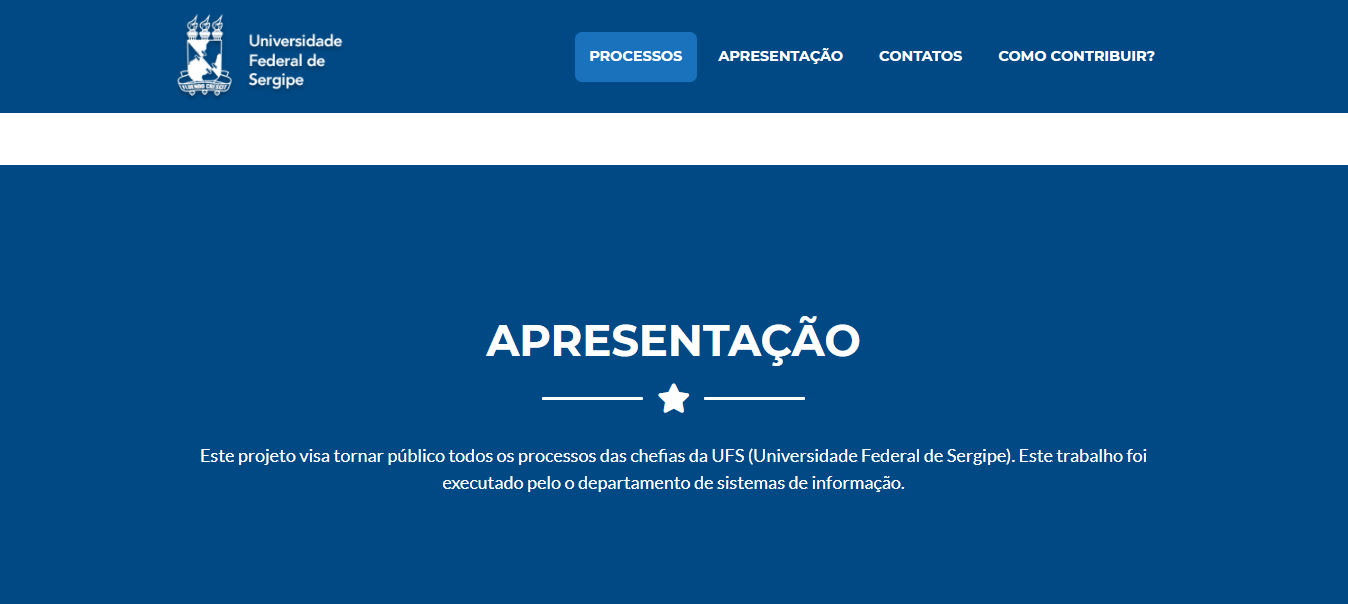 Universidade
Federal de
Sergipe
PROCESSOS APRESENTAÇÃO CONTATOS COMO CONTRIBUIR?
APRESENTAÇÃO
Este projeto visa tornar público todos os processos das chefias da UFS (Universidade Federal de Sergipe). Este trabalho foi
executado pelo o departamento de sistemas de informação.